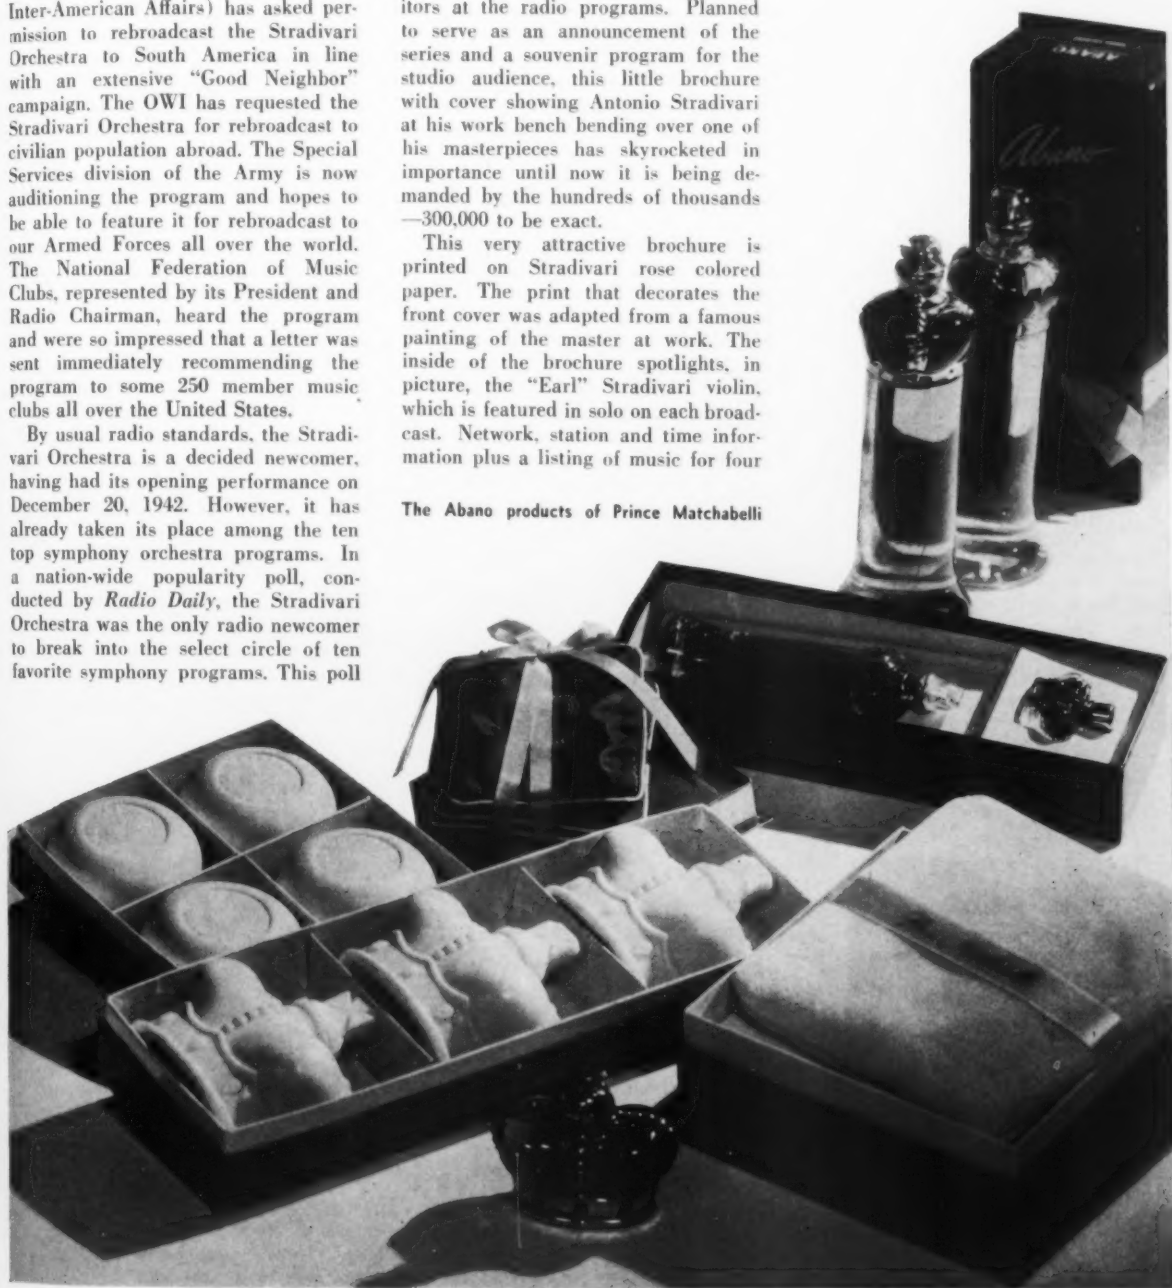 Inter-American Affairs) has asked per-
mission to rebroadcast the Stradivari
Orchestra to South America in line
with an extensive “Good Neighbor”
campaign. The OWI has requested the
Stradivari Orchestra for rebroadcast to
civilian population abroad. The Special
Services division of the Army is now
auditioning the program and hopes to
be able to feature it for rebroadcast to
our Armed Forces all over the world.
The National Federation of Music
Clubs, represented by its President and
Radio Chairman, heard the program
and were so impressed that a letter was
sent immediately recommending the
program to some 250 member music
clubs all over the United States.
By usual radio standards, the Stradi-
vari Orchestra is a decided newcomer,
having had its opening performance on
December 20, 1942. However, it has
already taken its place among the ten
top symphony orchestra programs. In
a nation-wide popularity poll, con-
ducted by Radio Daily, the Stradivari
Orchestra was the only radio newcomer
to break into the select circle of ten
favorite symphony programs. This poll
itors at the radio programs. Planned
to serve as an announcement of the
series and a souvenir program for the
studio audience, this little brochure
with cover showing Antonio Stradivari
at his work bench bending over one of
his masterpieces has skyrocketed in
importance until now it is being de-
manded by the hundreds of thousands
—300,000 to be exact.
This very attractive brochure is
printed on Stradivari rose colored
paper. The print that decorates the
front cover was adapted from a famous
painting of the master at work. The
inside of the brochure spotlights, in
picture, the “Earl” Stradivari violin,
which is featured in solo on each broad-
cast. Network, station and time infor-
mation plus a listing of music for four
The Abano products of Prince Matchabelli
Abano